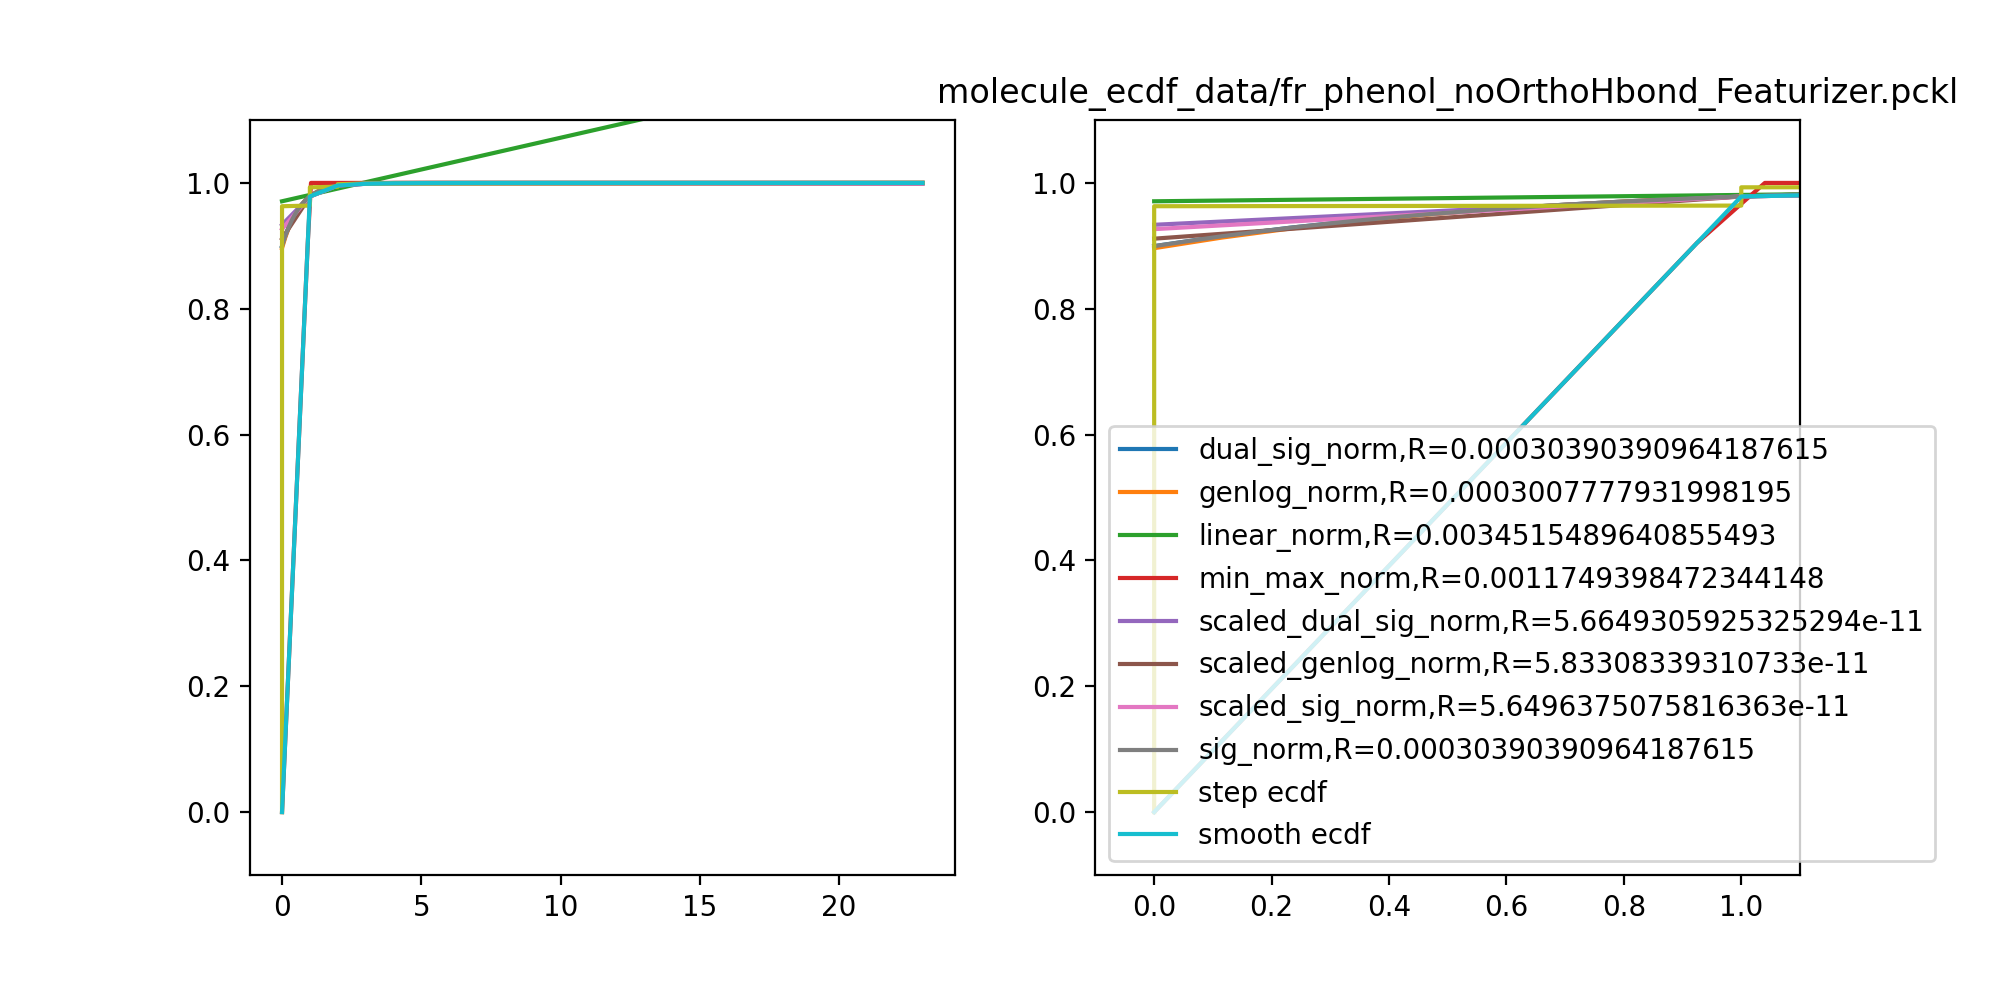 molecule_ecdf_data/fr_phenol_noOrthoHbond_Featurizer.pckl
1.0
0.8
0.6
0.4
0.2
0.0
0 5 10 15 20
1.0
0.8
0.6
0.4
0.2
0.0
dual_sig_norm,R=0.00030390390964187615
genlog_norm,R=0.0003007777931998195
linear_norm,R=0.0034515489640855493
min_max_norm,R=0.0011749398472344148
scaled_dual_sig_norm,R=5.6649305925325294e-11
scaled_genlog_norm,R=5.83308339310733e-11
scaled_sig_norm,R=5.6496375075816363e-11
sig_norm,R=0.00030390390964187615
step ecdf
smooth ecdf
0.0 0.2 0.4 0.6 0.8 1.0